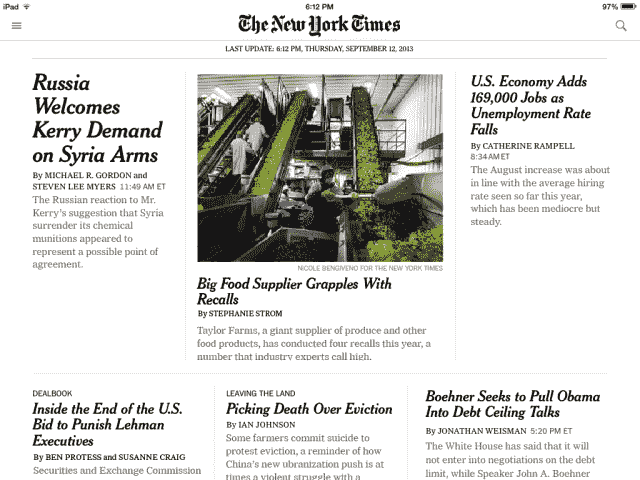 iPad 6:12 PM 97%
The New York Times
LAST UPDATE: 6:12 PM, THURSDAY, SEPTEMBER 12, 2013
Russia
Welcomes
Kerry Demand
on Syria Arms
By MICHAEL R. GORDON and
STEVEN LEE MYERS 11:49 AM ET
The Russian reaction to Mr.
Kerry's suggestion that Syria
surrender its chemical
munitions appeared to
represent a possible point of
agreement.
NICOLE BENGIVENO FOR THE NEW YORK TIMES
Big Food Supplier Grapples With
Recalls
By STEPHANIE STROM
Taylor Farms, a giant supplier of produce and other
food products, has conducted four recalls this year, a
number that industry experts call high.
U.S. Economy Adds
169,000 Jobs as
Unemployment Rate
Falls
By CATHERINE RAMPELL
8:34 AM ET
The August increase was about
in line with the average hiring
rate seen so far this year,
which has been mediocre but
steady.
DEALBOOK
Inside the End of the U.S.
Bid to Punish Lehman
Executives
By BEN PROTESS and SUSANNE CRAIG
Securities and Exchange Commission
LEAVING THE LAND
Picking Death Over Eviction
By IAN JOHNSON
Some farmers commit suicide to
protest eviction, a reminder of how
China's new ubranization push is at
times a violent struggle with a
Boehner Seeks to Pull Obama
Into Debt Ceiling Talks
By JONATHAN WEISMAN 5:20 PM ET
The White House has said that it will
not enter into negotiations on the debt
limit, while Speaker John A. Boehner